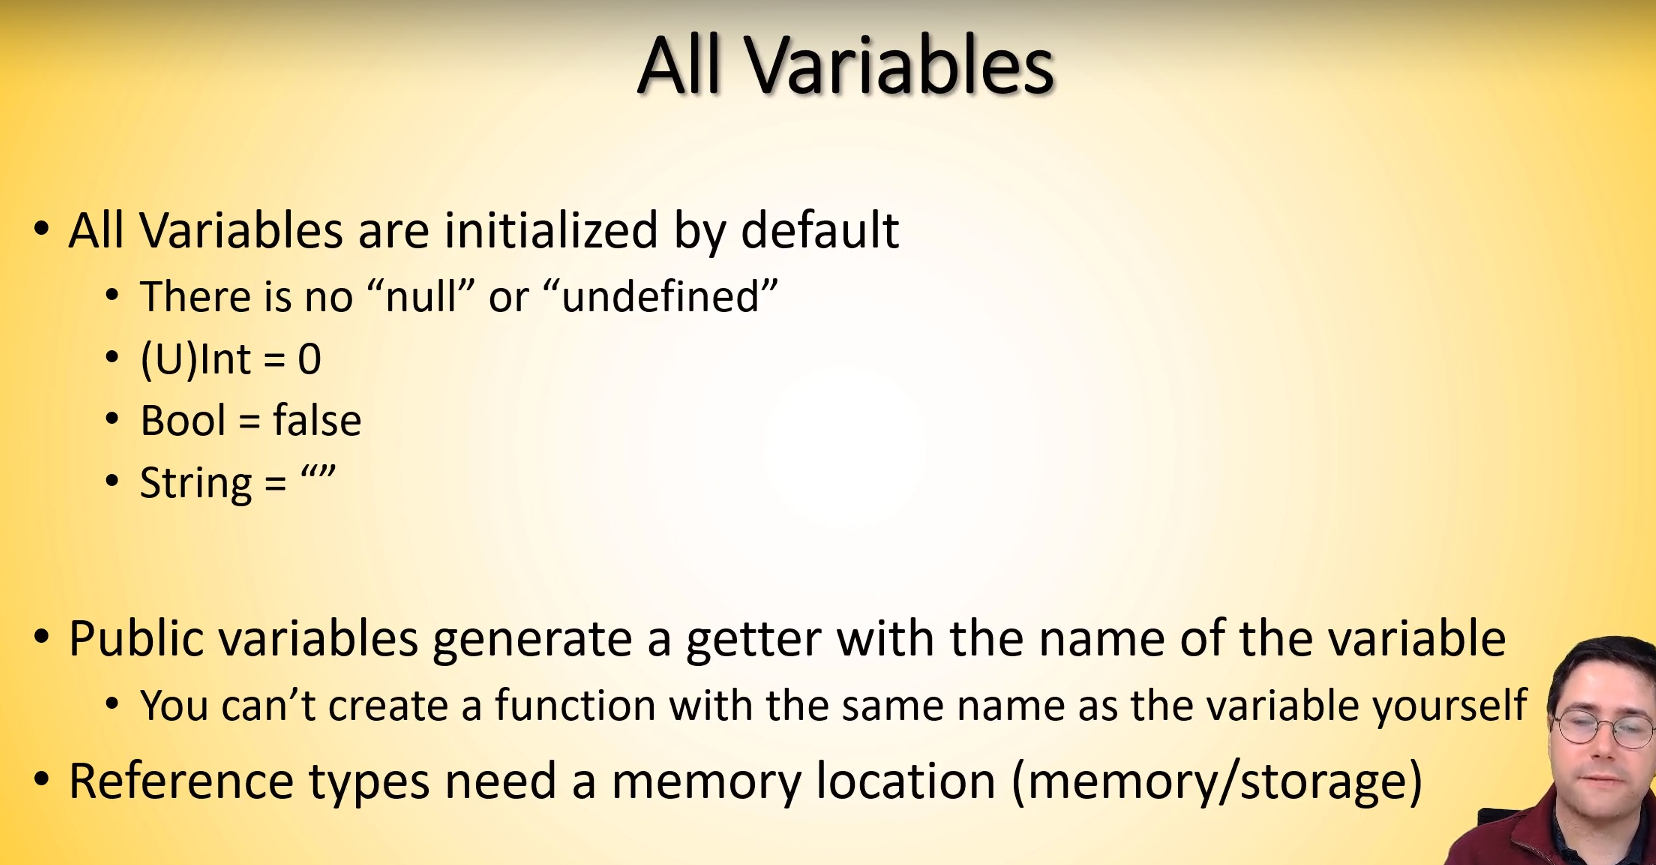 All Variables
• All Variables are initialized by default
• There is no “null” or “undefined”
• (U)Int = 0
• Bool = false
• String = “”
• Public variables generate a getter with the name of the variable
• You can’t create a function with the same name as the variable yourself
• Reference types need a memory location (memory/storage)